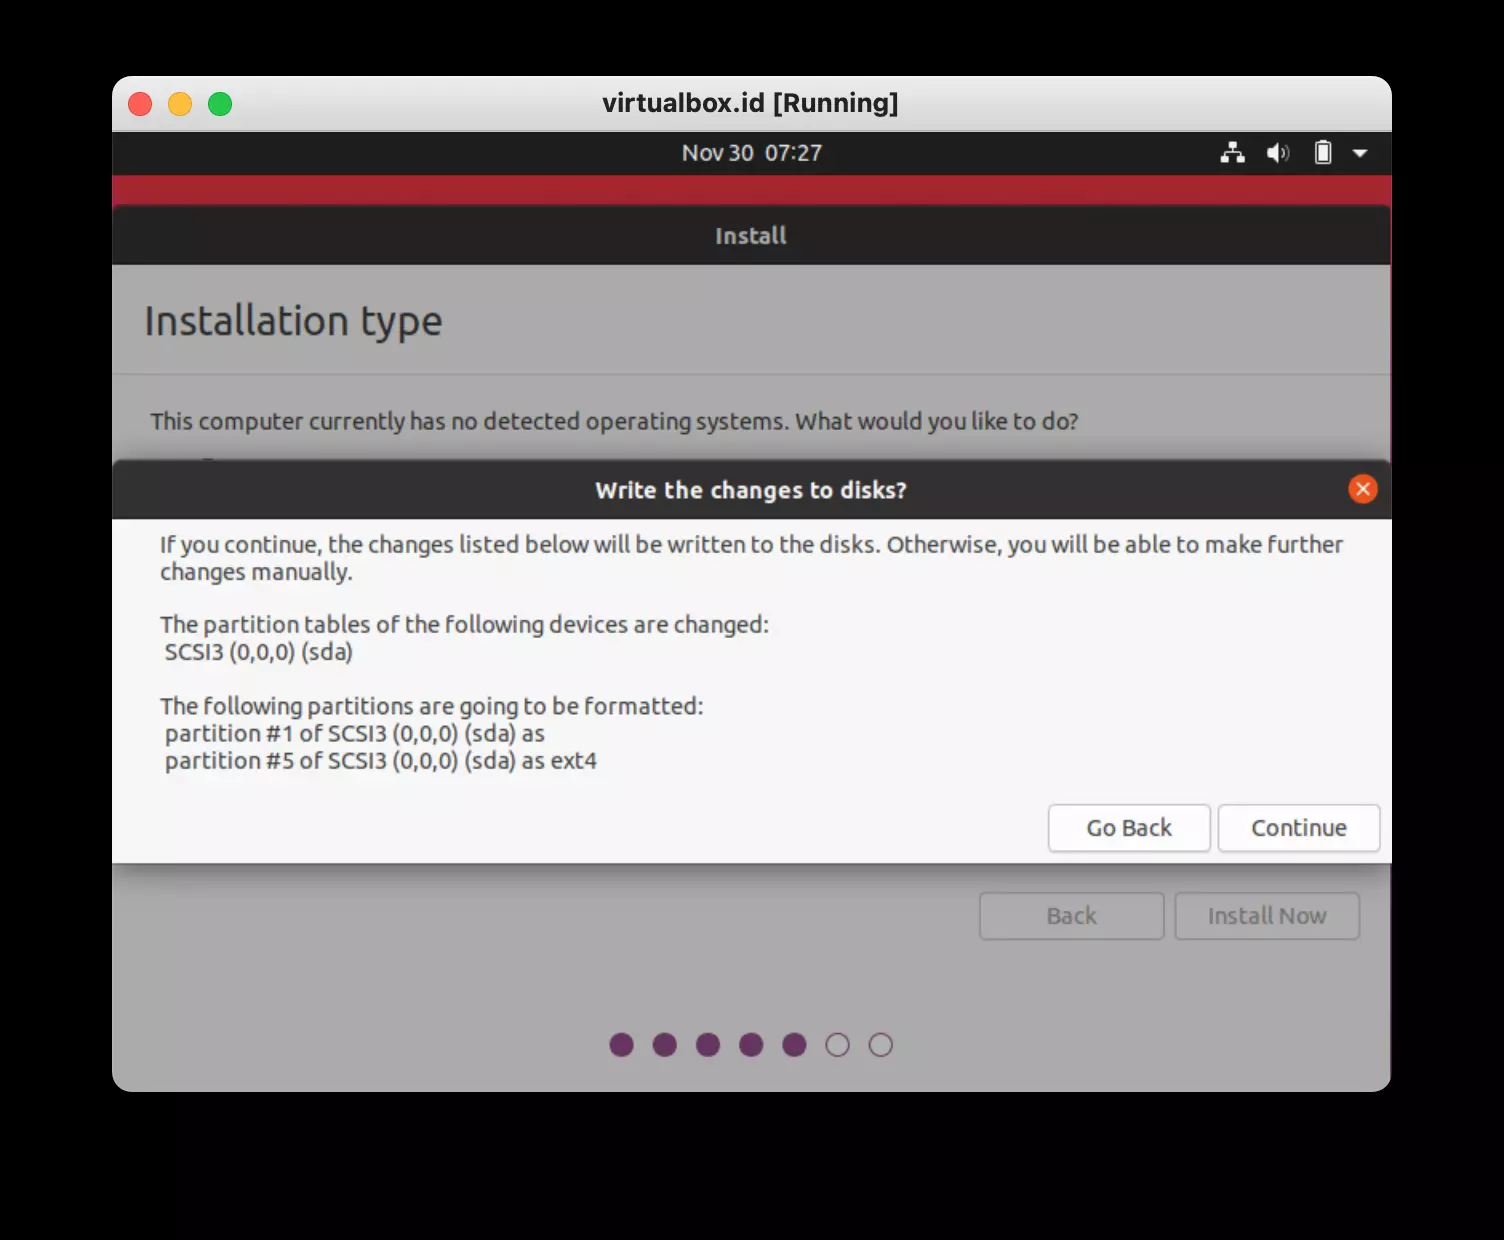 virtualbox.id [Running]
Nov 30 07:27
Install
Installation type
This computer currently has no detected operating systems. What would you like to do?
Write the changes to disks?
If you continue, the changes listed below will be written to the disks. Otherwise, you will be able to make further
changes manually.
The partition tables of the following devices are changed:
SCSI3 (0,0,0) (sda)
The following partitions are going to be formatted:
partition #1 of SCSI3 (0,0,0) (sda) as
partition #5 of SCSI3 (0,0,0) (sda) as ext4
Go Back Continue
Back Install Now